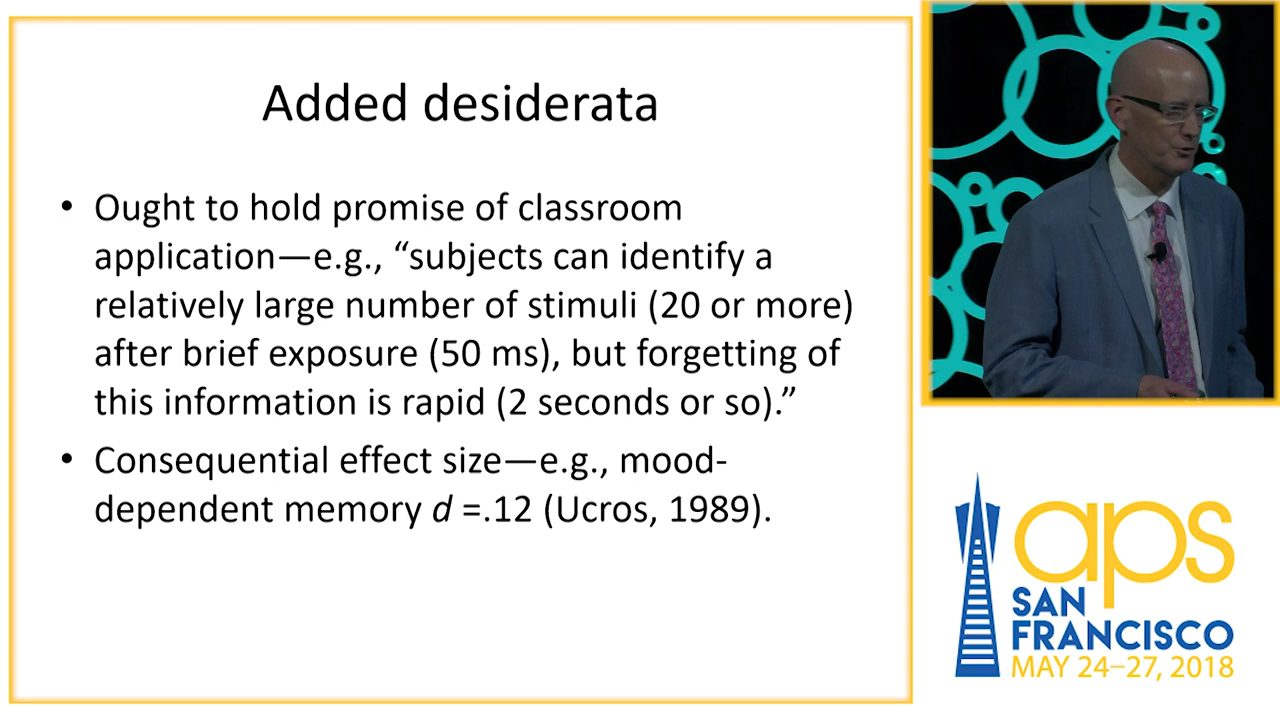 Added desiderata
• Ought to hold promise of classroom
application—e.g., “subjects can identify a
relatively large number of stimuli (20 or more)
after brief exposure (50 ms), but forgetting of
this information is rapid (2 seconds or so).”
• Consequential effect size—e.g., mood-
dependent memory d =.12 (Ucros, 1989).
aps
SAN
FRANCISCO
MAY 24–27, 2018